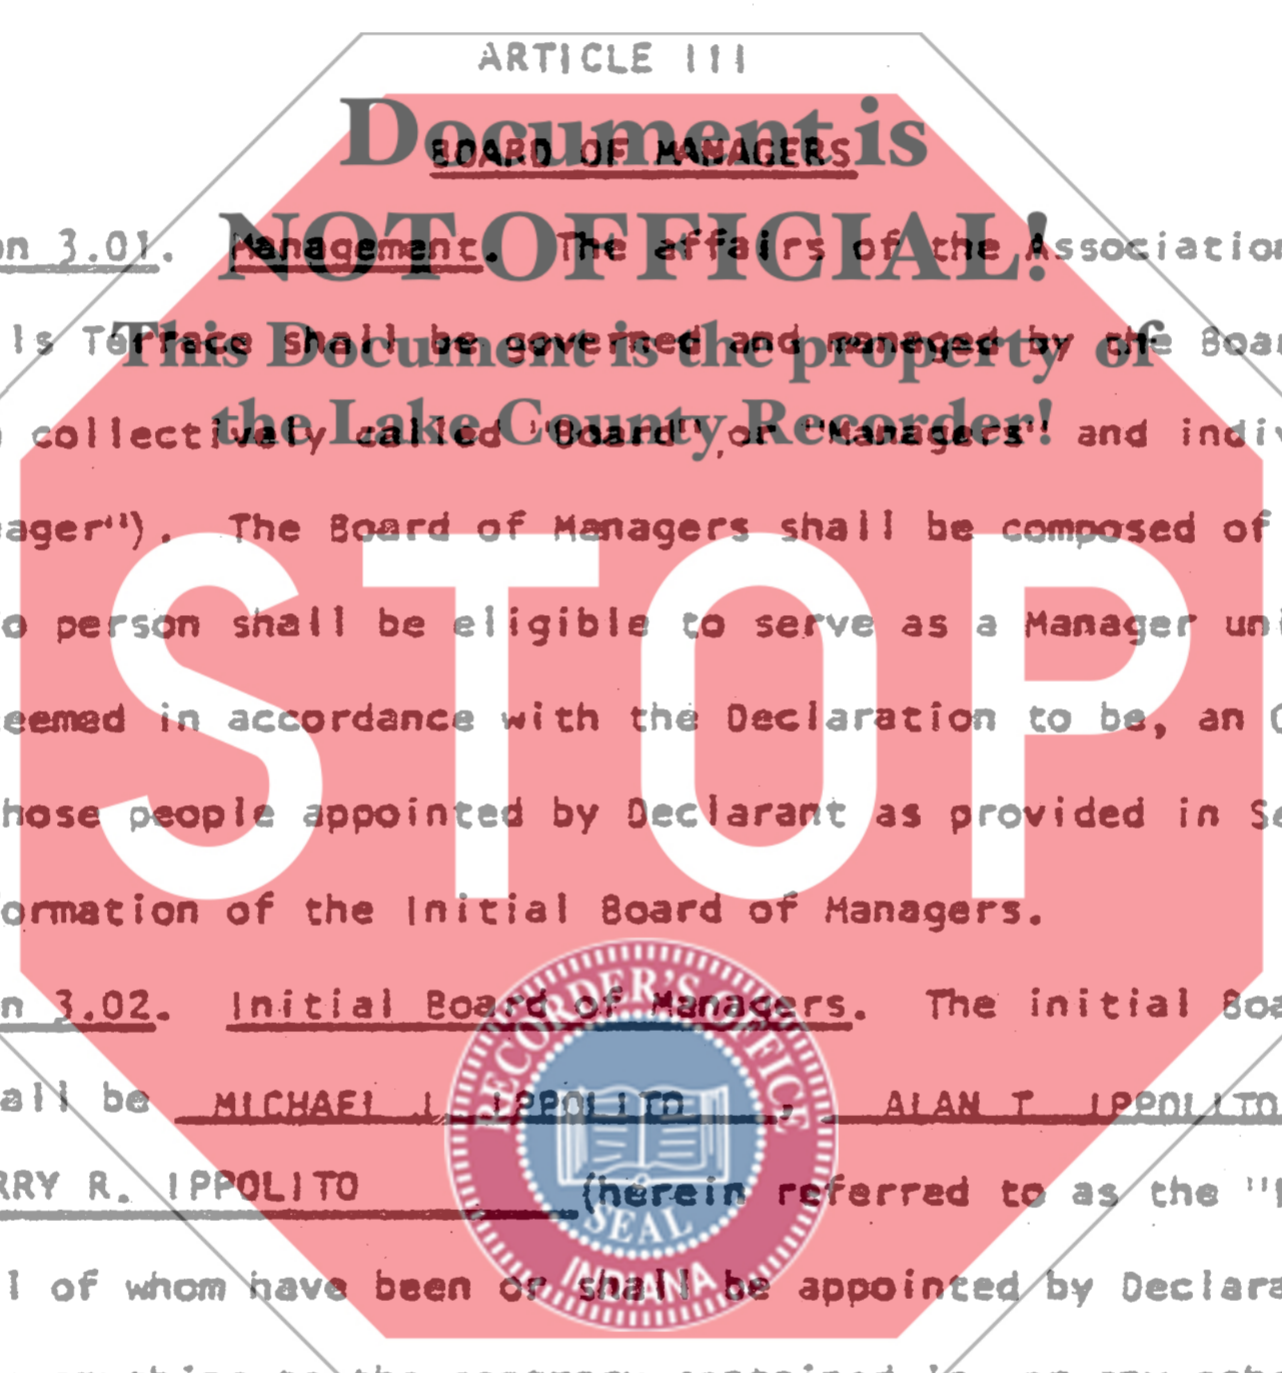 ARTICLE III
Document is
BOARD OF MANAGERS
NOT OFFICIAL!
on 3.01. Management. The affairs of the Association
ls Terrace shall be governed and managed by the Boar
This Document is the property of
the Lake County Recorder!
collectively called "Board" or "Managers" and indiv
ager"). The Board of Managers shall be composed of
o person shall be eligible to serve as a Manager unl
STOP
eemed in accordance with the Declaration to be, an O
hose people appointed by Declarant as provided in Se
ormation of the Initial Board of Managers.
n 3.02. Initial Board of Managers. The initial Boa
all be MICHAEL J. IPPOLITO, ALAN T. IPPOLITO
RRY R. IPPOLITO (herein referred to as the "I
l of whom have been or shall be appointed by Declara
RECORDER'S OFFICE
SEAL
INDIANA